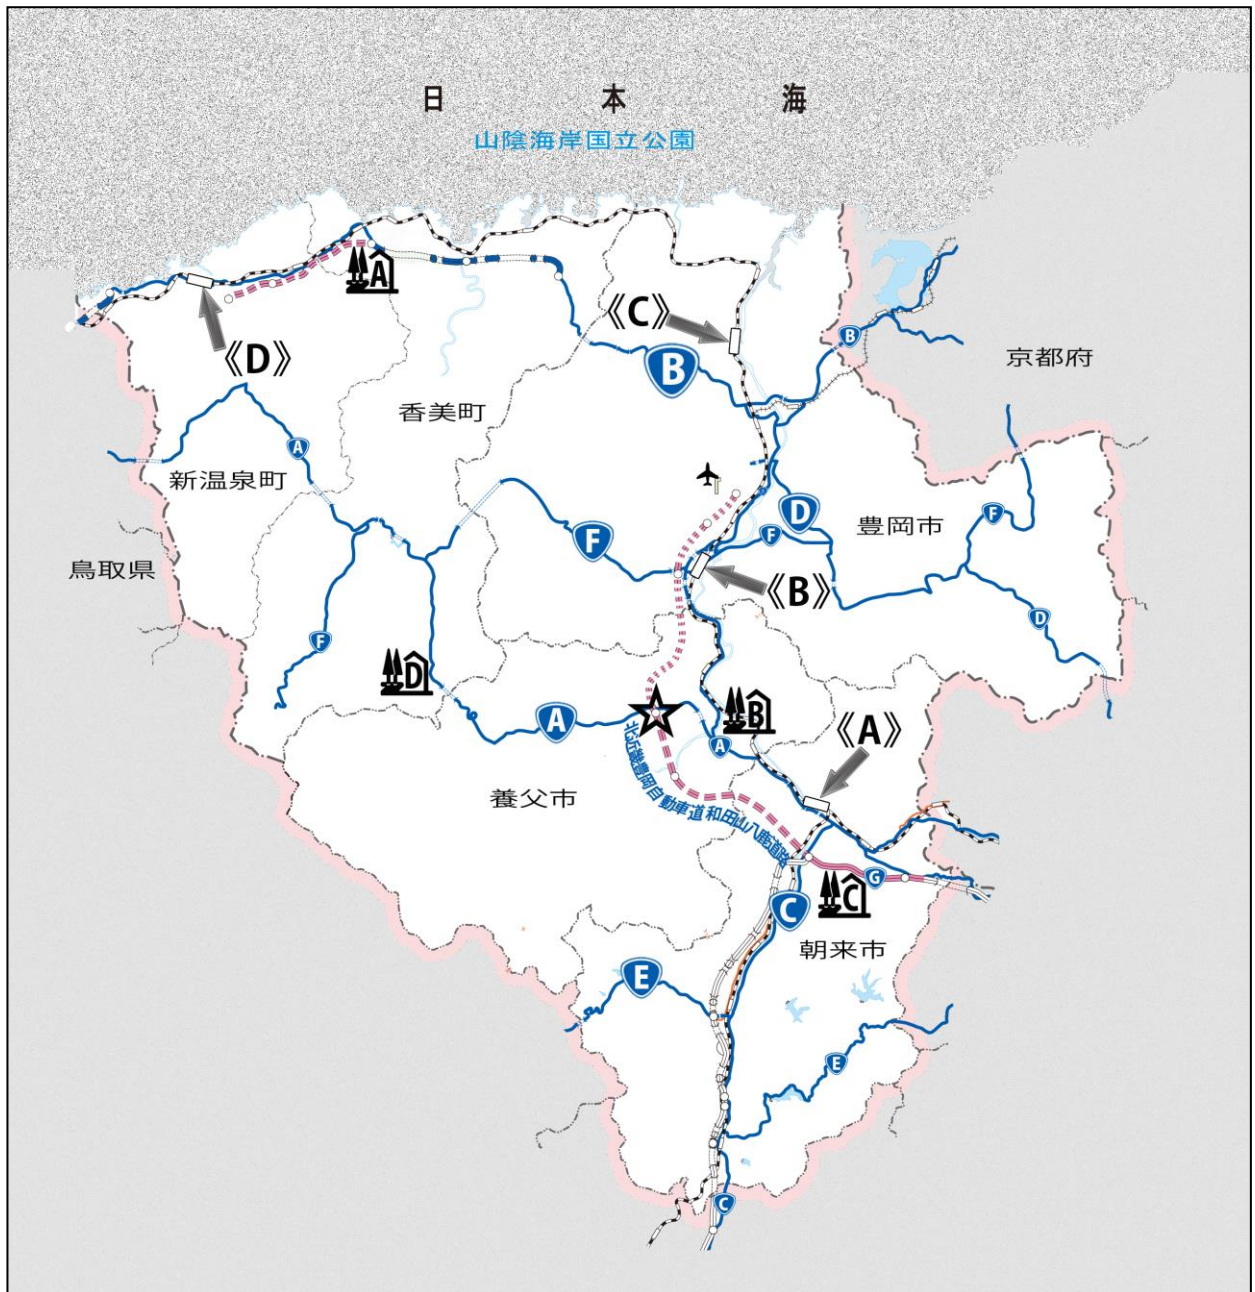 日本海
山陰海岸国立公園
A
《C》
B
京都府
《D》
B
香美町
A
新温泉町
D
F
豊岡市
F
F
鳥取県
《B》
D
F
D
B
《A》
A
A
北近畿豊岡自動車道 和田山八鹿道路
養父市
G
C
C
朝来市
E
E
C